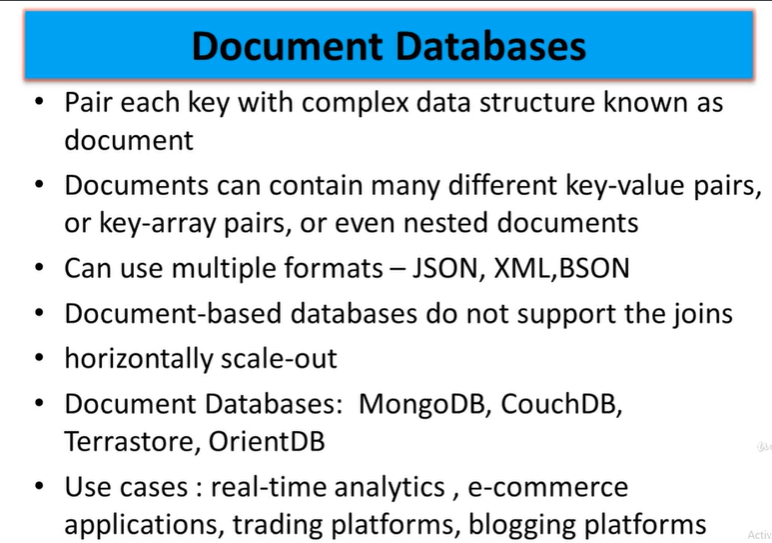 Document Databases
• Pair each key with complex data structure known as
document
• Documents can contain many different key-value pairs,
or key-array pairs, or even nested documents
• Can use multiple formats – JSON, XML,BSON
• Document-based databases do not support the joins
• horizontally scale-out
• Document Databases:  MongoDB, CouchDB,
Terrastore, OrientDB
• Use cases : real-time analytics , e-commerce
applications, trading platforms, blogging platforms
Activ